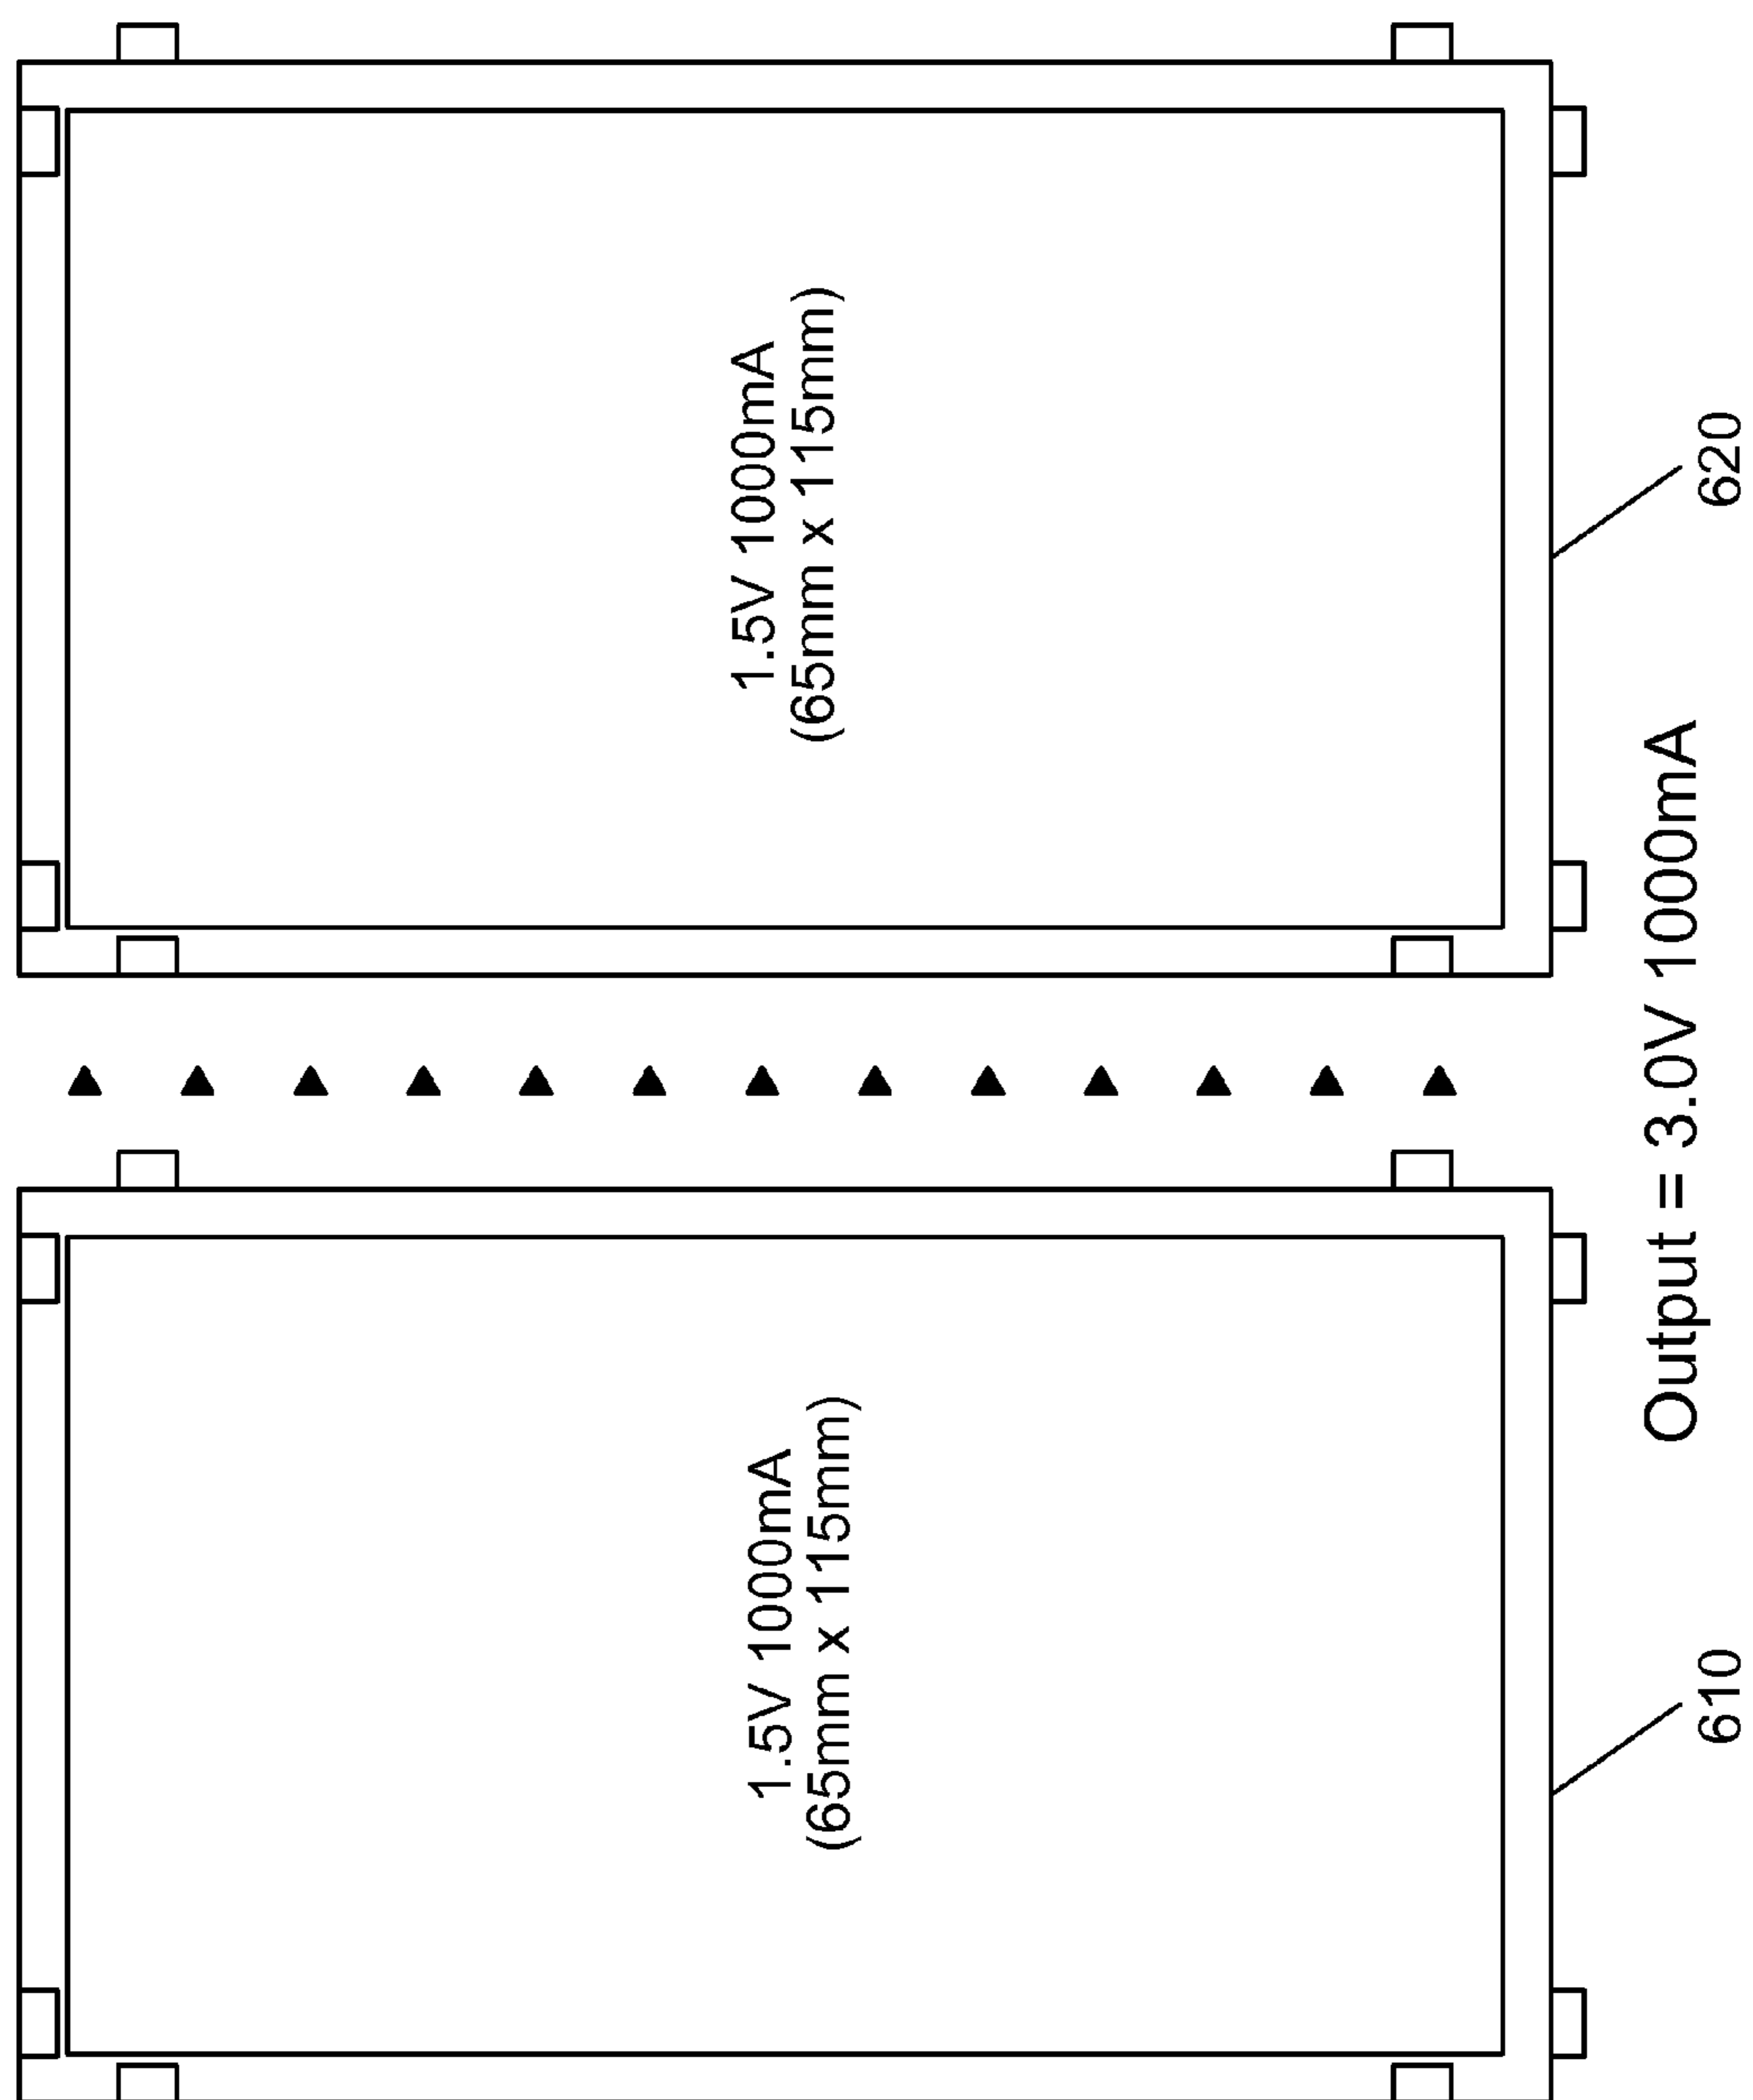 1.5V 1000mA
(65mm x 115mm)
1.5V 1000mA
(65mm x 115mm)
Output = 3.0V 1000mA
610
620